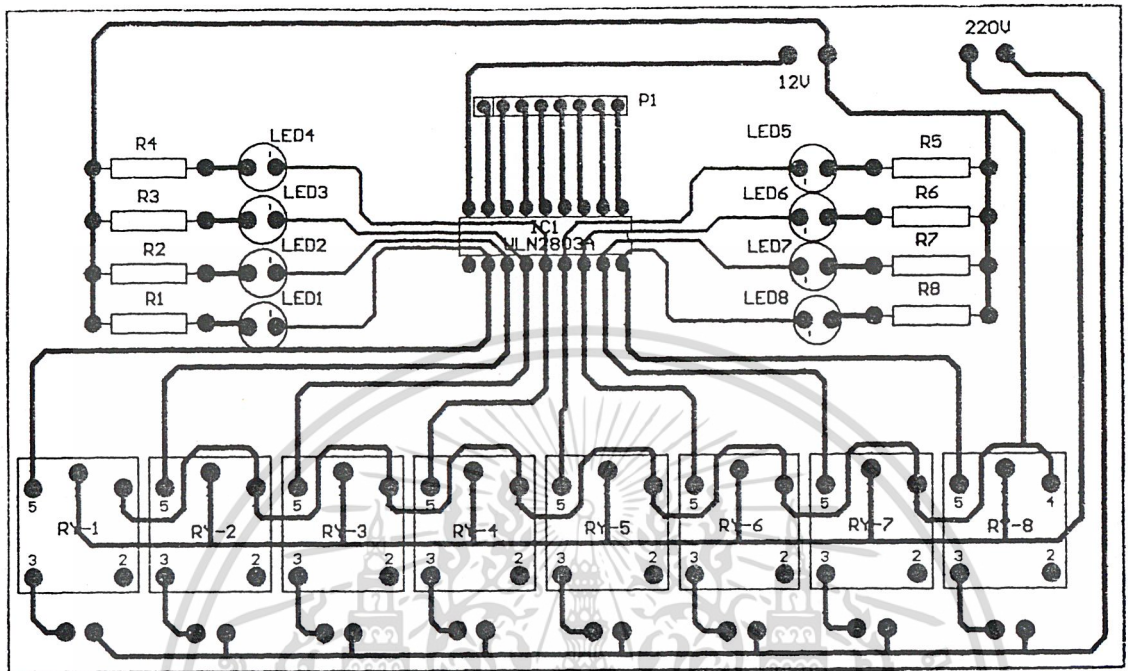 220V
12V
P1
R4 LED4 LED5 R5
R3 LED3 LED6 R6
R2 LED2 IC1 LED7 R7
ULN2803A
R1 LED1 LED8 R8
5 5 5 5 5 5 5 5 4
RY-1 RY-2 RY-3 RY-4 RY-5 RY-6 RY-7 RY-8
3 2 3 2 3 2 3 2 3 2 3 2 3 2 3 2